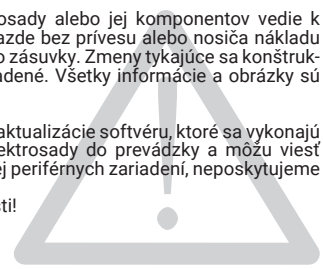 osady alebo jej komponentov vedie k
azde bez prívesu alebo nosiča nákladu
o zásuvky. Zmeny týkajúce sa konštruk-
adené. Všetky informácie a obrázky sú
aktualizácie softvéru, ktoré sa vykonajú
ektrosady do prevádzky a môžu viesť
ej periférnych zariadení, neposkytujeme
ti!